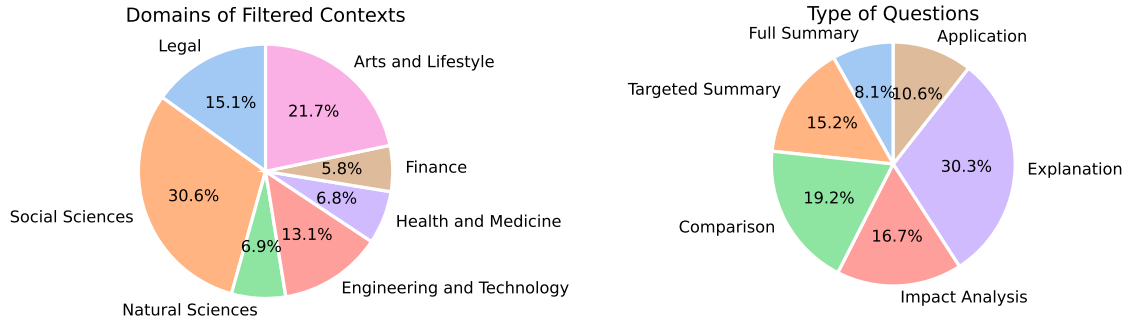 Domains of Filtered Contexts
Legal
15.1%
Arts and Lifestyle
21.7%
Finance
5.8%
Health and Medicine
6.8%
Engineering and Technology
13.1%
Natural Sciences
6.9%
Social Sciences
30.6%
Type of Questions
Full Summary
8.1%
Application
10.6%
Targeted Summary
15.2%
Explanation
30.3%
Comparison
19.2%
Impact Analysis
16.7%